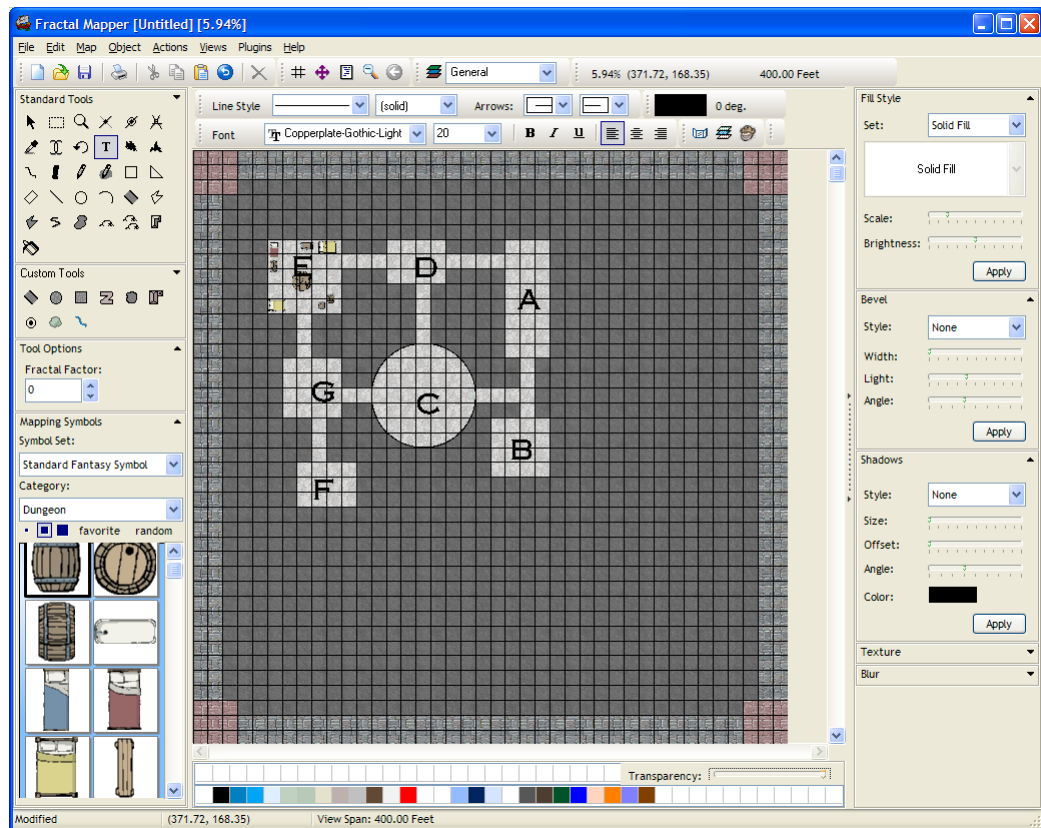 Fractal Mapper [Untitled] [5.94%]
File Edit Map Object Actions Views Plugins Help
General 5.94% (371.72, 168.35) 400.00 Feet
Standard Tools
Line Style (solid) Arrows: 0 deg.
Font Copperplate-Gothic-Light 20 B I U
T
Custom Tools
Tool Options
Fractal Factor:
0
Mapping Symbols
Symbol Set:
Standard Fantasy Symbol
Category:
Dungeon
favorite random
E
D
A
G
C
B
F
Transparency:
Fill Style
Set: Solid Fill
Solid Fill
Scale:
Brightness:
Apply
Bevel
Style: None
Width:
Light:
Angle:
Apply
Shadows
Style: None
Size:
Offset:
Angle:
Color:
Apply
Texture
Blur
Modified (371.72, 168.35) View Span: 400.00 Feet